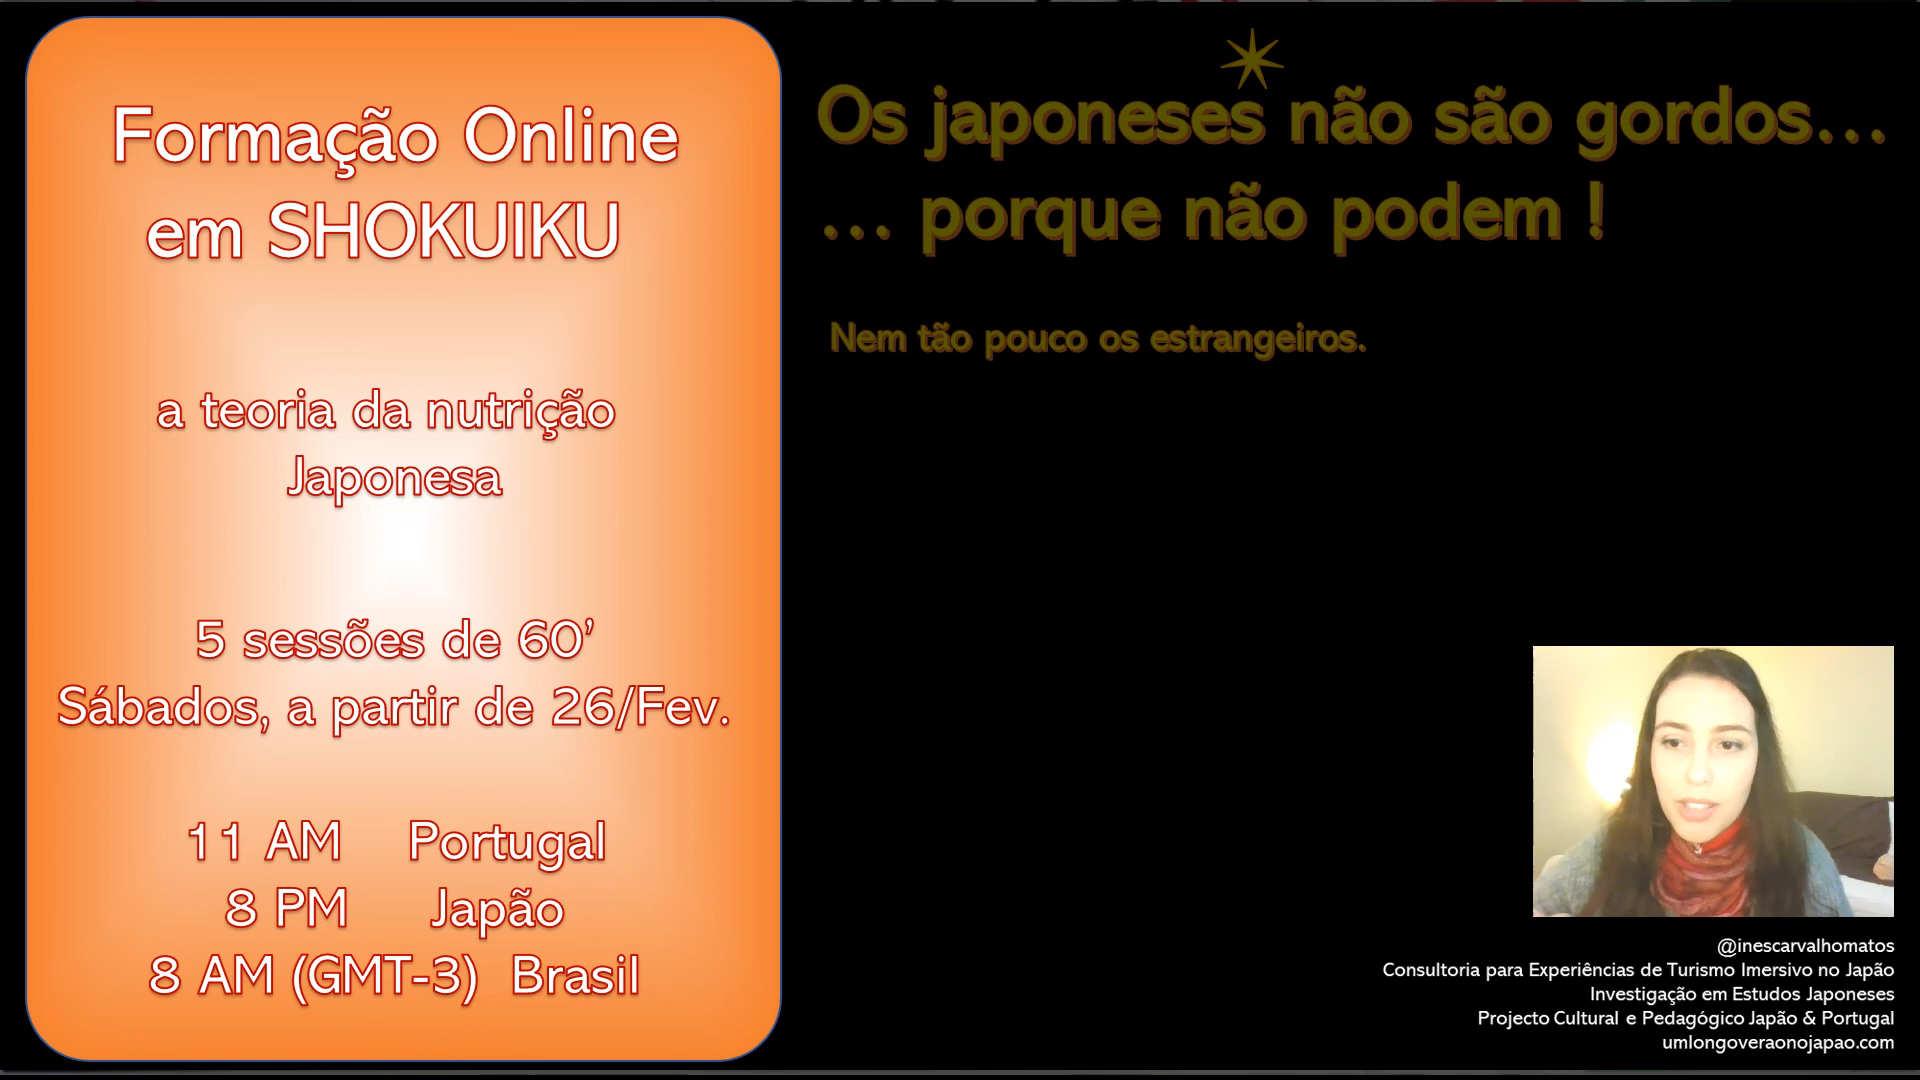 Formação Online
em SHOKUIKU
a teoria da nutrição
Japonesa
5 sessões de 60’
Sábados, a partir de 26/Fev.
11 AM Portugal
8 PM Japão
8 AM (GMT-3) Brasil
Os japoneses não são gordos…
… porque não podem !
Nem tão pouco os estrangeiros.
@inescarvalhomatos
Consultoria para Experiências de Turismo Imersivo no Japão
Investigação em Estudos Japoneses
Projecto Cultural e Pedagógico Japão & Portugal
umlongoveraonojapao.com